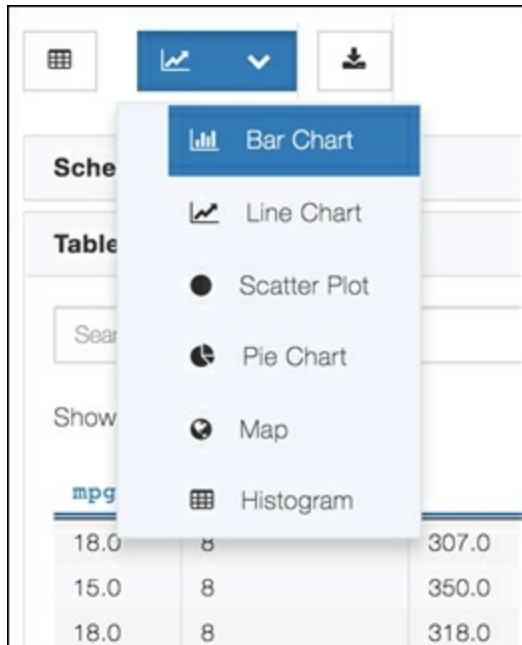 Bar Chart
Sche
Line Chart
Table
Scatter Plot
Sear
Pie Chart
Show
Map
mpg
Histogram
18.0 8 307.0
15.0 8 350.0
18.0 8 318.0